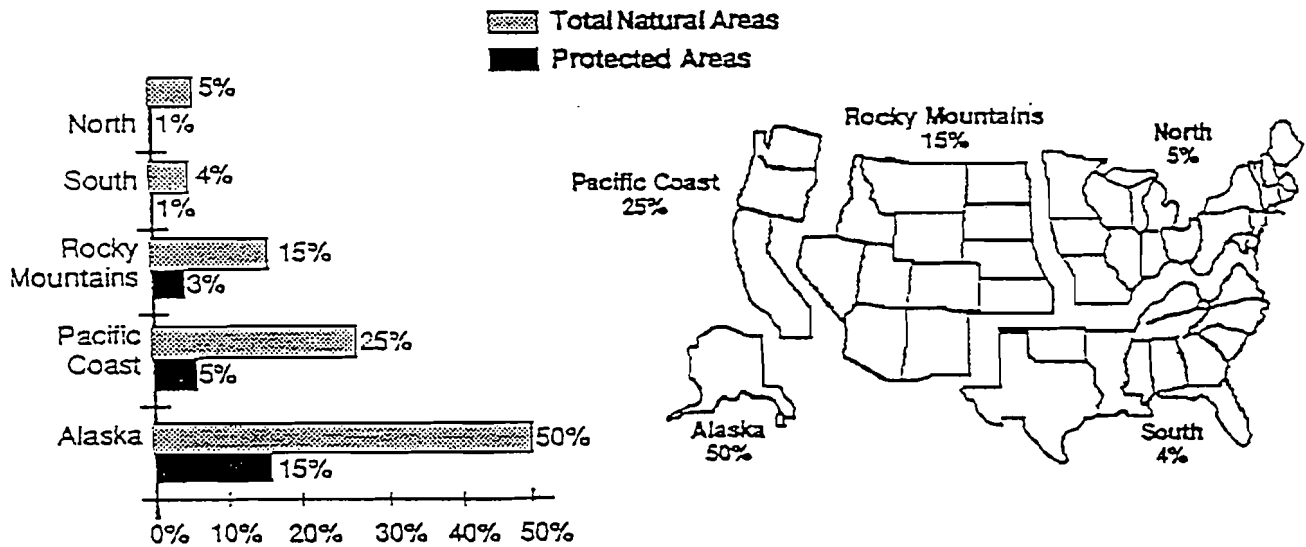 Total Natural Areas
Protected Areas
5%
North
1%
South
4%
1%
Rocky
Mountains
15%
3%
Pacific
Coast
25%
5%
Alaska
50%
15%
0% 10% 20% 30% 40% 50%
Rocky Mountains
15%
North
5%
Pacific Coast
25%
Alaska
50%
South
4%